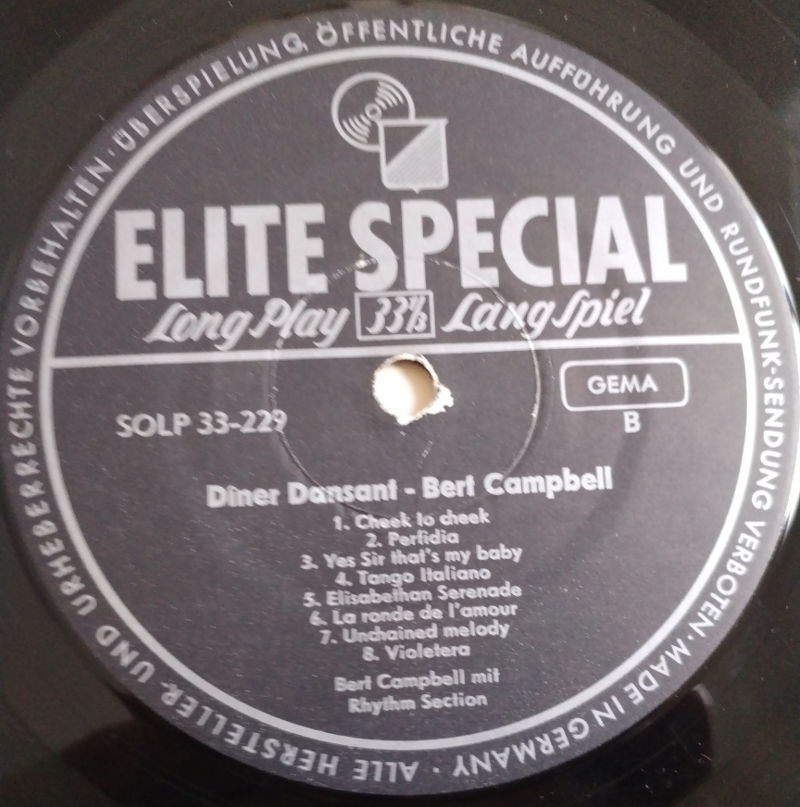 ALLE HERSTELLER- UND URHEBERRECHTE VORBEHALTEN · ÜBERSPIELUNG, ÖFFENTLICHE AUFFÜHRUNG UND RUNDFUNK-SENDUNG VERBOTEN · MADE IN GERMANY ·
ELITE SPECIAL
Long Play 33⅓ Lang Spiel
GEMA
SOLP 33-229 B
Dîner Dansant - Bert Campbell
1. Cheek to cheek
2. Perfidia
3. Yes Sir that's my baby
4. Tango Italiano
5. Elisabethan Serenade
6. La ronde de l'amour
7. Unchained melody
8. Violetera
Bert Campbell mit
Rhythm Section